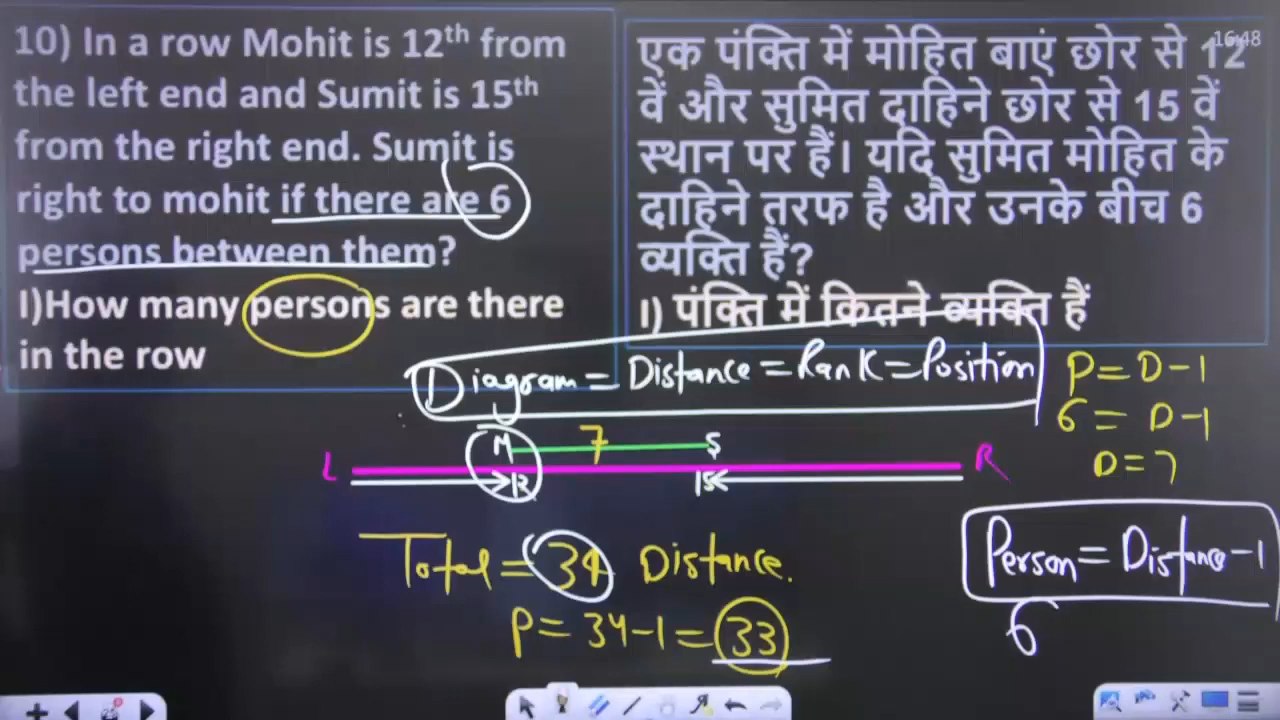 10) In a row Mohit is 12th from
the left end and Sumit is 15th
from the right end. Sumit is
right to mohit if there are 6
persons between them?
I)How many persons are there
in the row
16:48
एक पंक्ति में मोहित बाएं छोर से 12
वें और सुमित दाहिने छोर से 15 वें
स्थान पर हैं। यदि सुमित मोहित के
दाहिने तरफ है और उनके बीच 6
व्यक्ति हैं?
I) पंक्ति में कितने व्यक्ति हैं
Diagram = Distance = Rank = Position
P = D - 1
6 = D - 1
D = 7
M 7 S
L R
12 15
Total = 34 Distance.
P = 34 - 1 = 33
Person = Distance - 1
6